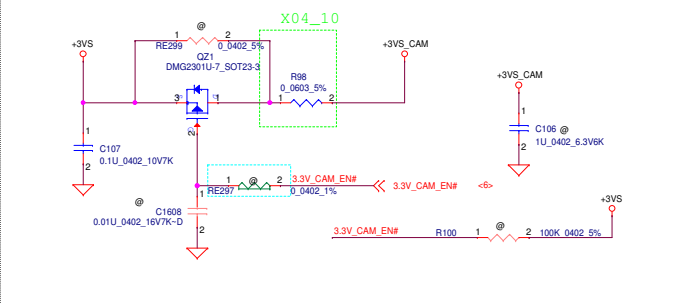 X04_10
@
+3VS
1
2
RE299
0_0402_5%
+3VS_CAM
QZ1
DMG2301U-7_SOT23-3
R98
0_0603_5%
3
1
1
2
2
+3VS_CAM
1
C106
@
1U_0402_6.3V6K
2
1
C107
0.1U_0402_10V7K
2
1
@
2
3.3V_CAM_EN#
RE297
0_0402_1%
3.3V_CAM_EN#
<6>
@
1
C1608
0.01U_0402_16V7K~D
2
+3VS
@
3.3V_CAM_EN#
R100
1
2
100K_0402_5%